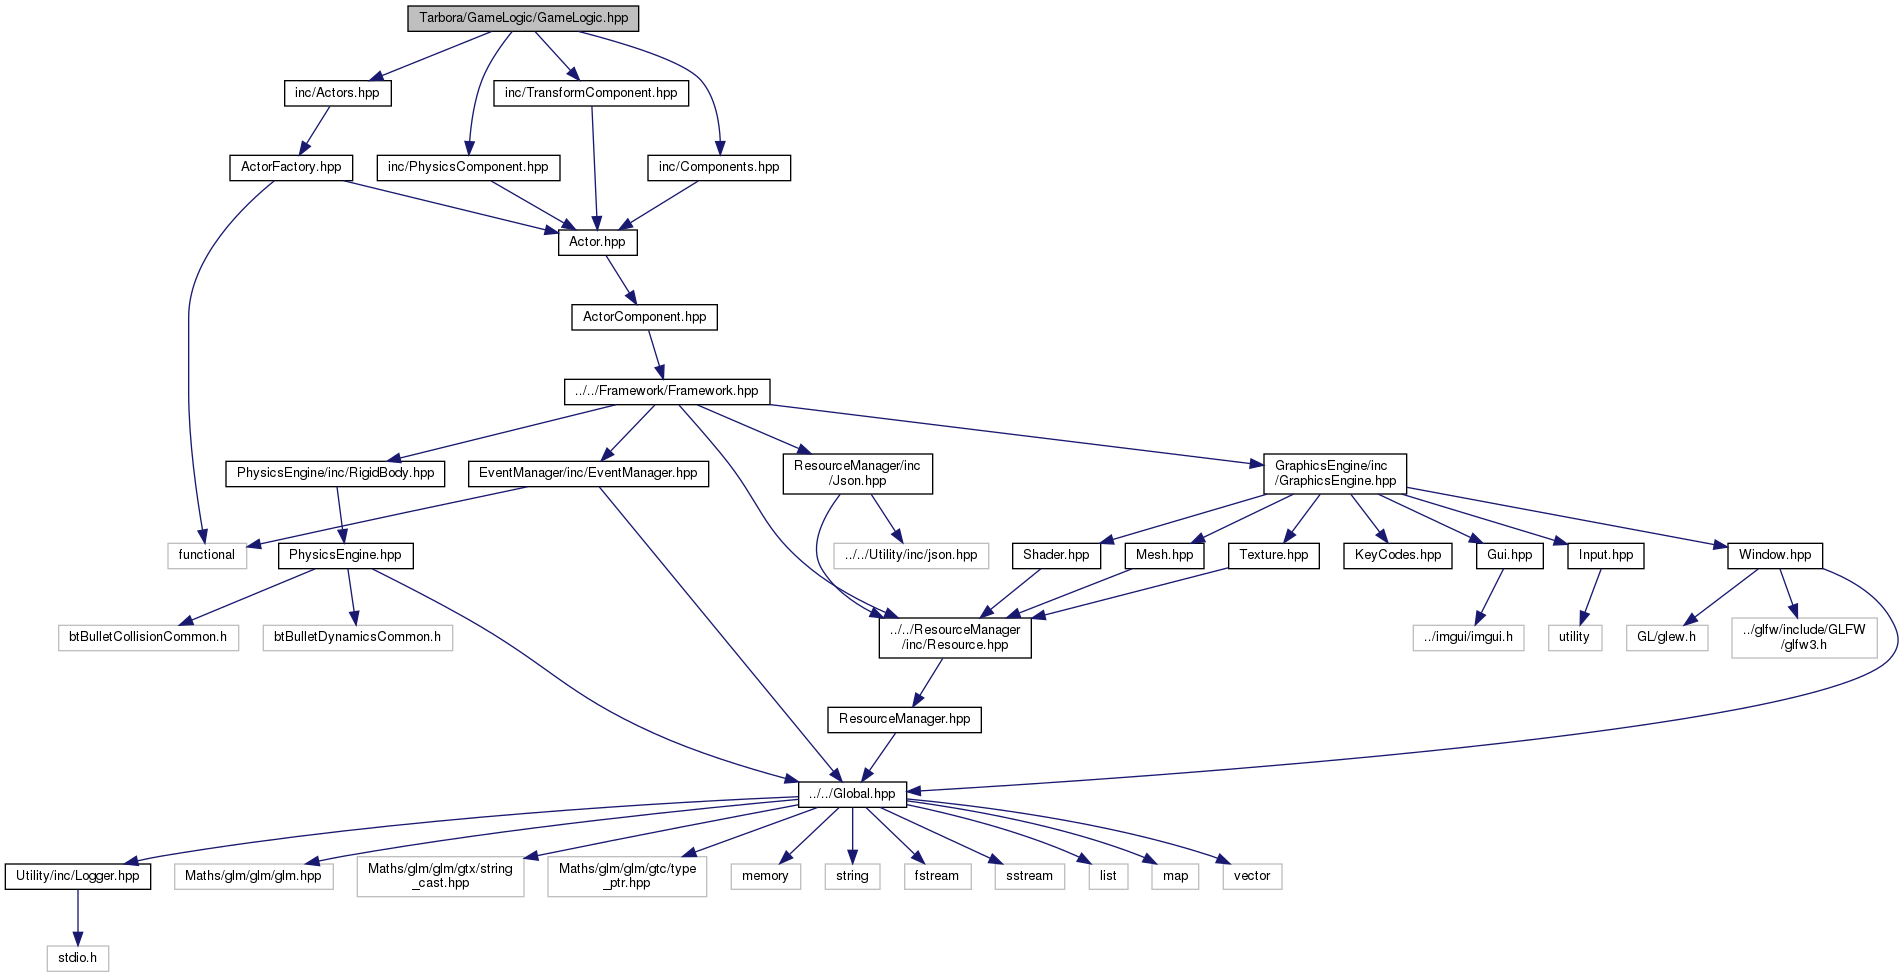 Tarbora/GameLogic/GameLogic.hpp
inc/Actors.hpp
inc/TransformComponent.hpp
ActorFactory.hpp
inc/PhysicsComponent.hpp
inc/Components.hpp
Actor.hpp
ActorComponent.hpp
../../Framework/Framework.hpp
PhysicsEngine/inc/RigidBody.hpp
EventManager/inc/EventManager.hpp
ResourceManager/inc
/Json.hpp
GraphicsEngine/inc
/GraphicsEngine.hpp
functional
PhysicsEngine.hpp
../../Utility/inc/json.hpp
Shader.hpp
Mesh.hpp
Texture.hpp
KeyCodes.hpp
Gui.hpp
Input.hpp
Window.hpp
btBulletCollisionCommon.h
btBulletDynamicsCommon.h
../../ResourceManager
/inc/Resource.hpp
../imgui/imgui.h
utility
GL/glew.h
../glfw/include/GLFW
/glfw3.h
ResourceManager.hpp
../../Global.hpp
Utility/inc/Logger.hpp
Maths/glm/glm/glm.hpp
Maths/glm/glm/gtx/string
_cast.hpp
Maths/glm/glm/gtc/type
_ptr.hpp
memory
string
fstream
sstream
list
map
vector
stdio.h